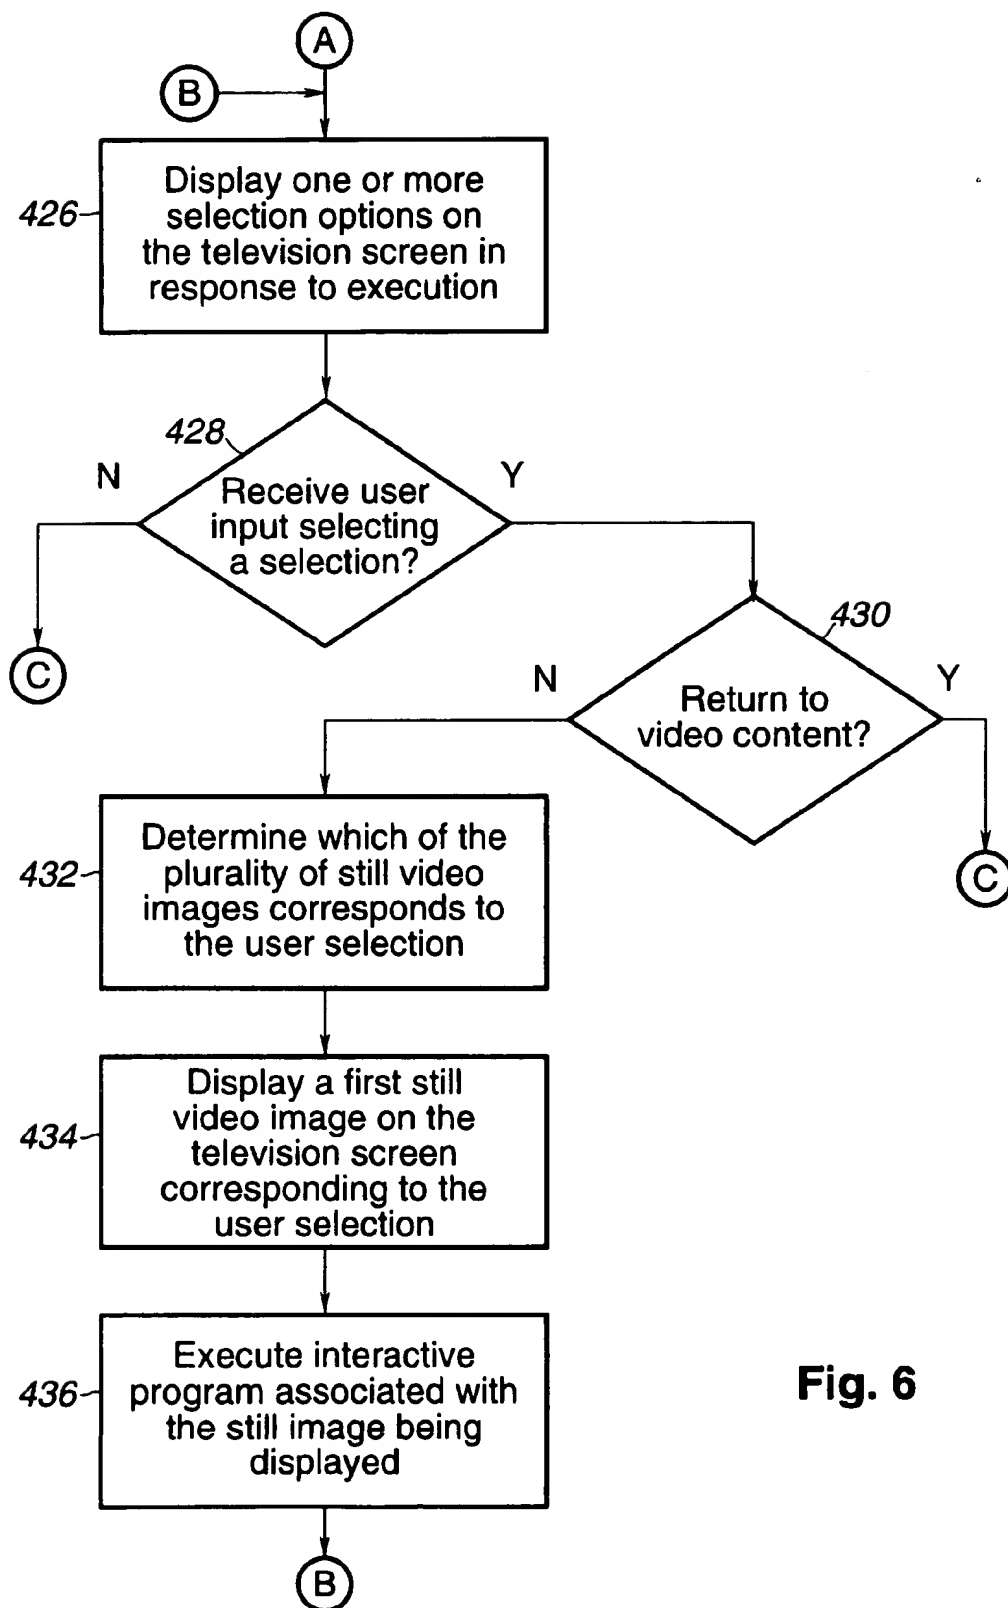 A
B
Display one or more
selection options on
the television screen in
response to execution
426
428
N
Y
Receive user
input selecting
a selection?
C
430
N
Y
Return to
video content?
C
432
Determine which of the
plurality of still video
images corresponds to
the user selection
434
Display a first still
video image on the
television screen
corresponding to the
user selection
436
Execute interactive
program associated with
the still image being
displayed
B
Fig. 6